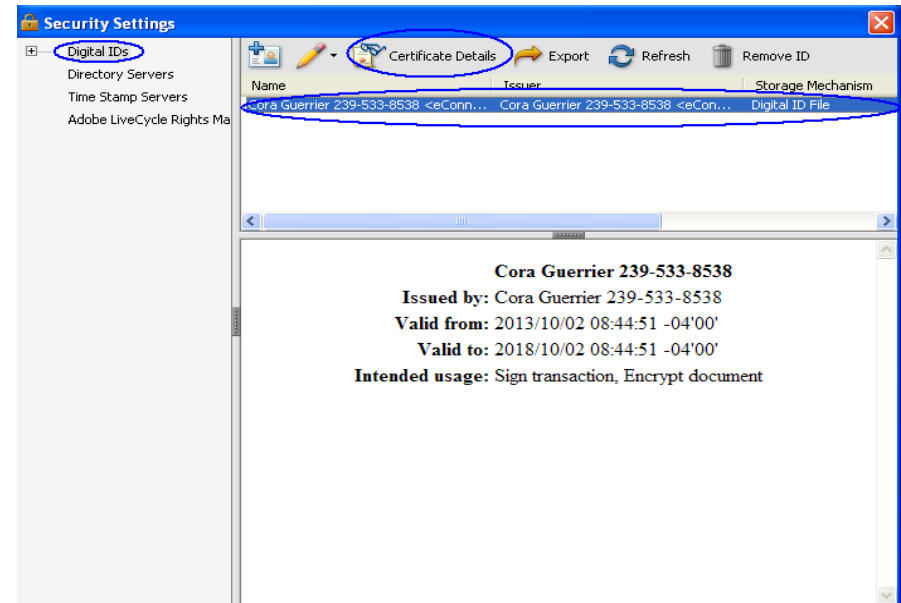 Security Settings
Digital IDs
Directory Servers
Time Stamp Servers
Adobe LiveCycle Rights Ma
Certificate Details Export Refresh Remove ID
Name Issuer Storage Mechanism
Cora Guerrier 239-533-8538 <eConn... Cora Guerrier 239-533-8538 <eCon... Digital ID File
Cora Guerrier 239-533-8538
Issued by: Cora Guerrier 239-533-8538
Valid from: 2013/10/02 08:44:51 -04'00'
Valid to: 2018/10/02 08:44:51 -04'00'
Intended usage: Sign transaction, Encrypt document